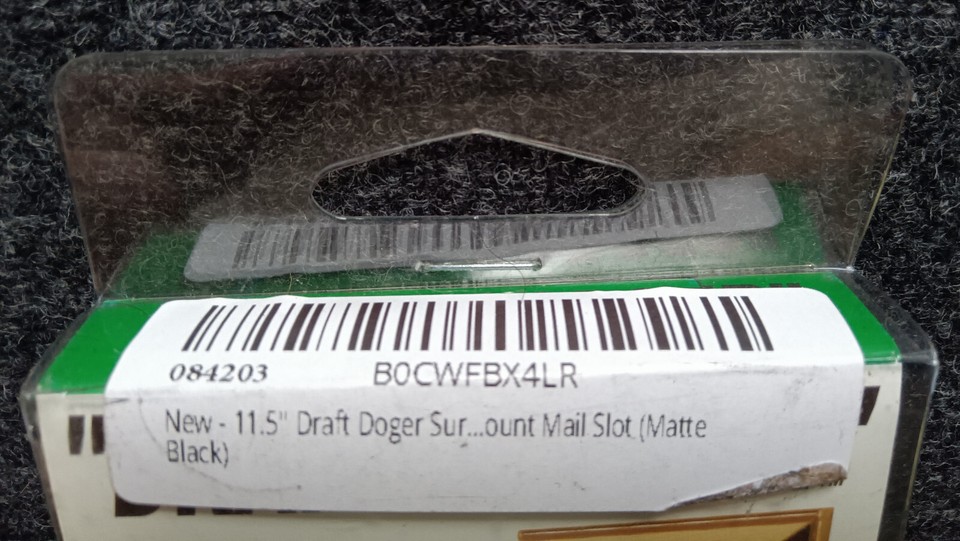 084203 B0CWFBX4LR
New - 11.5" Draft Doger Sur...ount Mail Slot (Matte
Black)